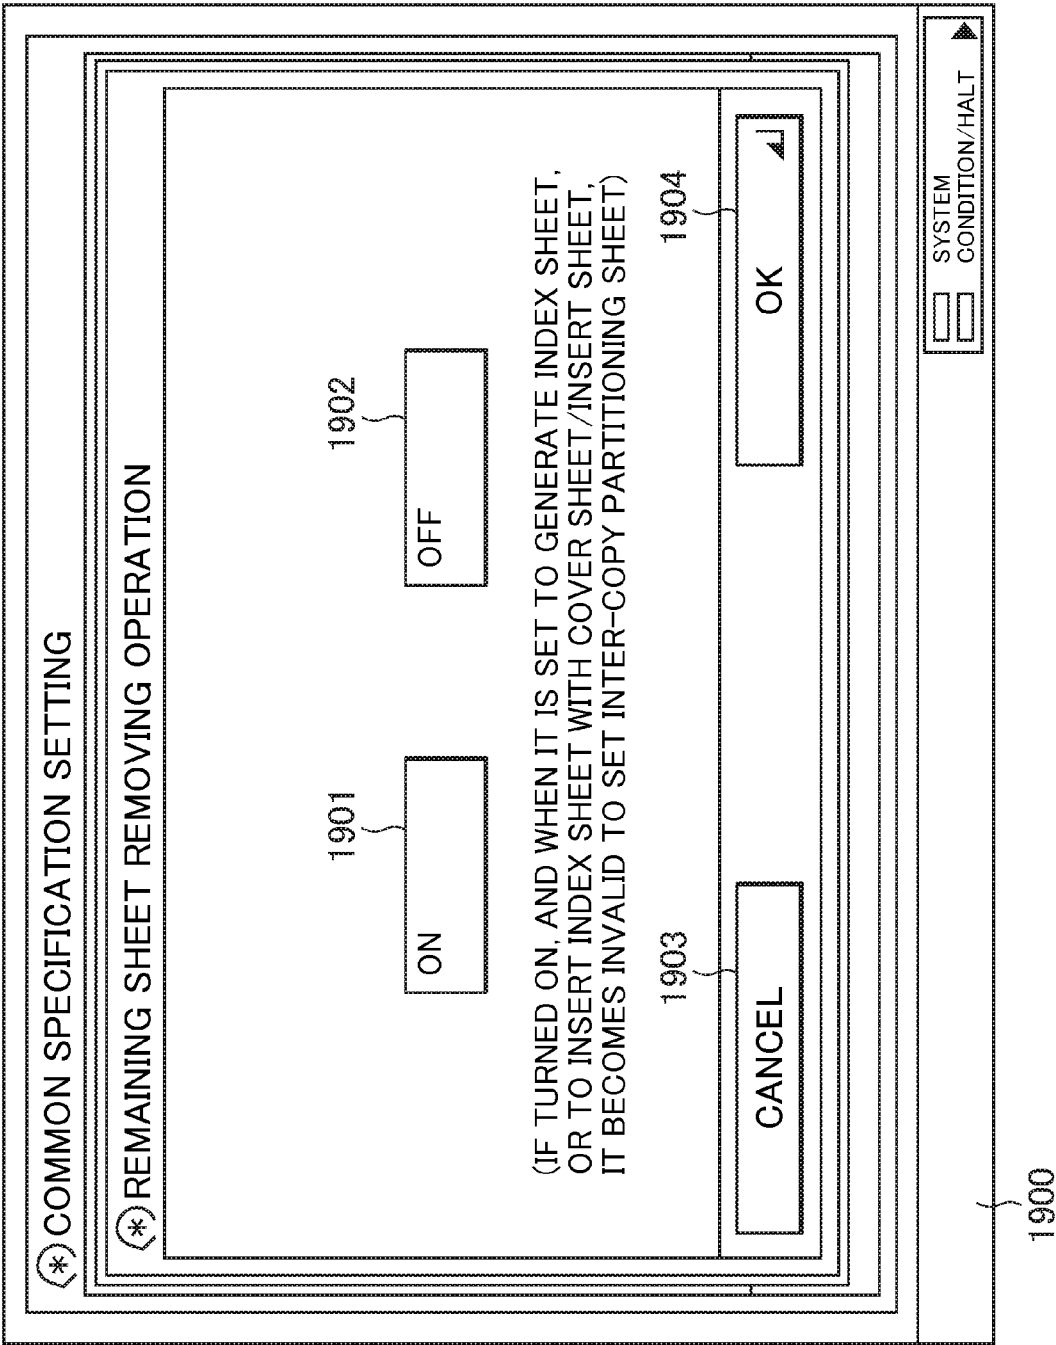 COMMON SPECIFICATION SETTING
REMAINING SHEET REMOVING OPERATION
1901
1902
ON
OFF
(IF TURNED ON, AND WHEN IT IS SET TO GENERATE INDEX SHEET,
OR TO INSERT INDEX SHEET WITH COVER SHEET/INSERT SHEET,
IT BECOMES INVALID TO SET INTER-COPY PARTITIONING SHEET)
1903
1904
CANCEL
OK
SYSTEM
CONDITION/HALT
1900